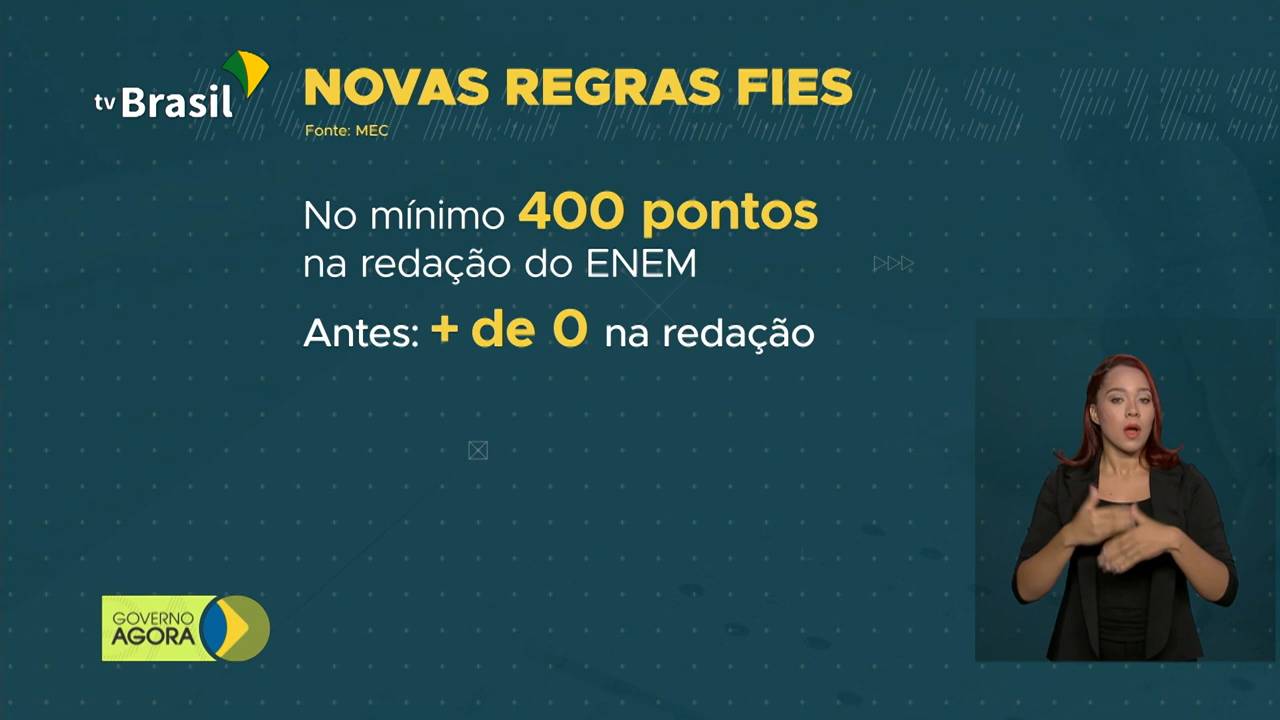 tv Brasil
NOVAS REGRAS FIES
Fonte: MEC
No mínimo 400 pontos
na redação do ENEM
Antes: + de 0 na redação
GOVERNO
AGORA